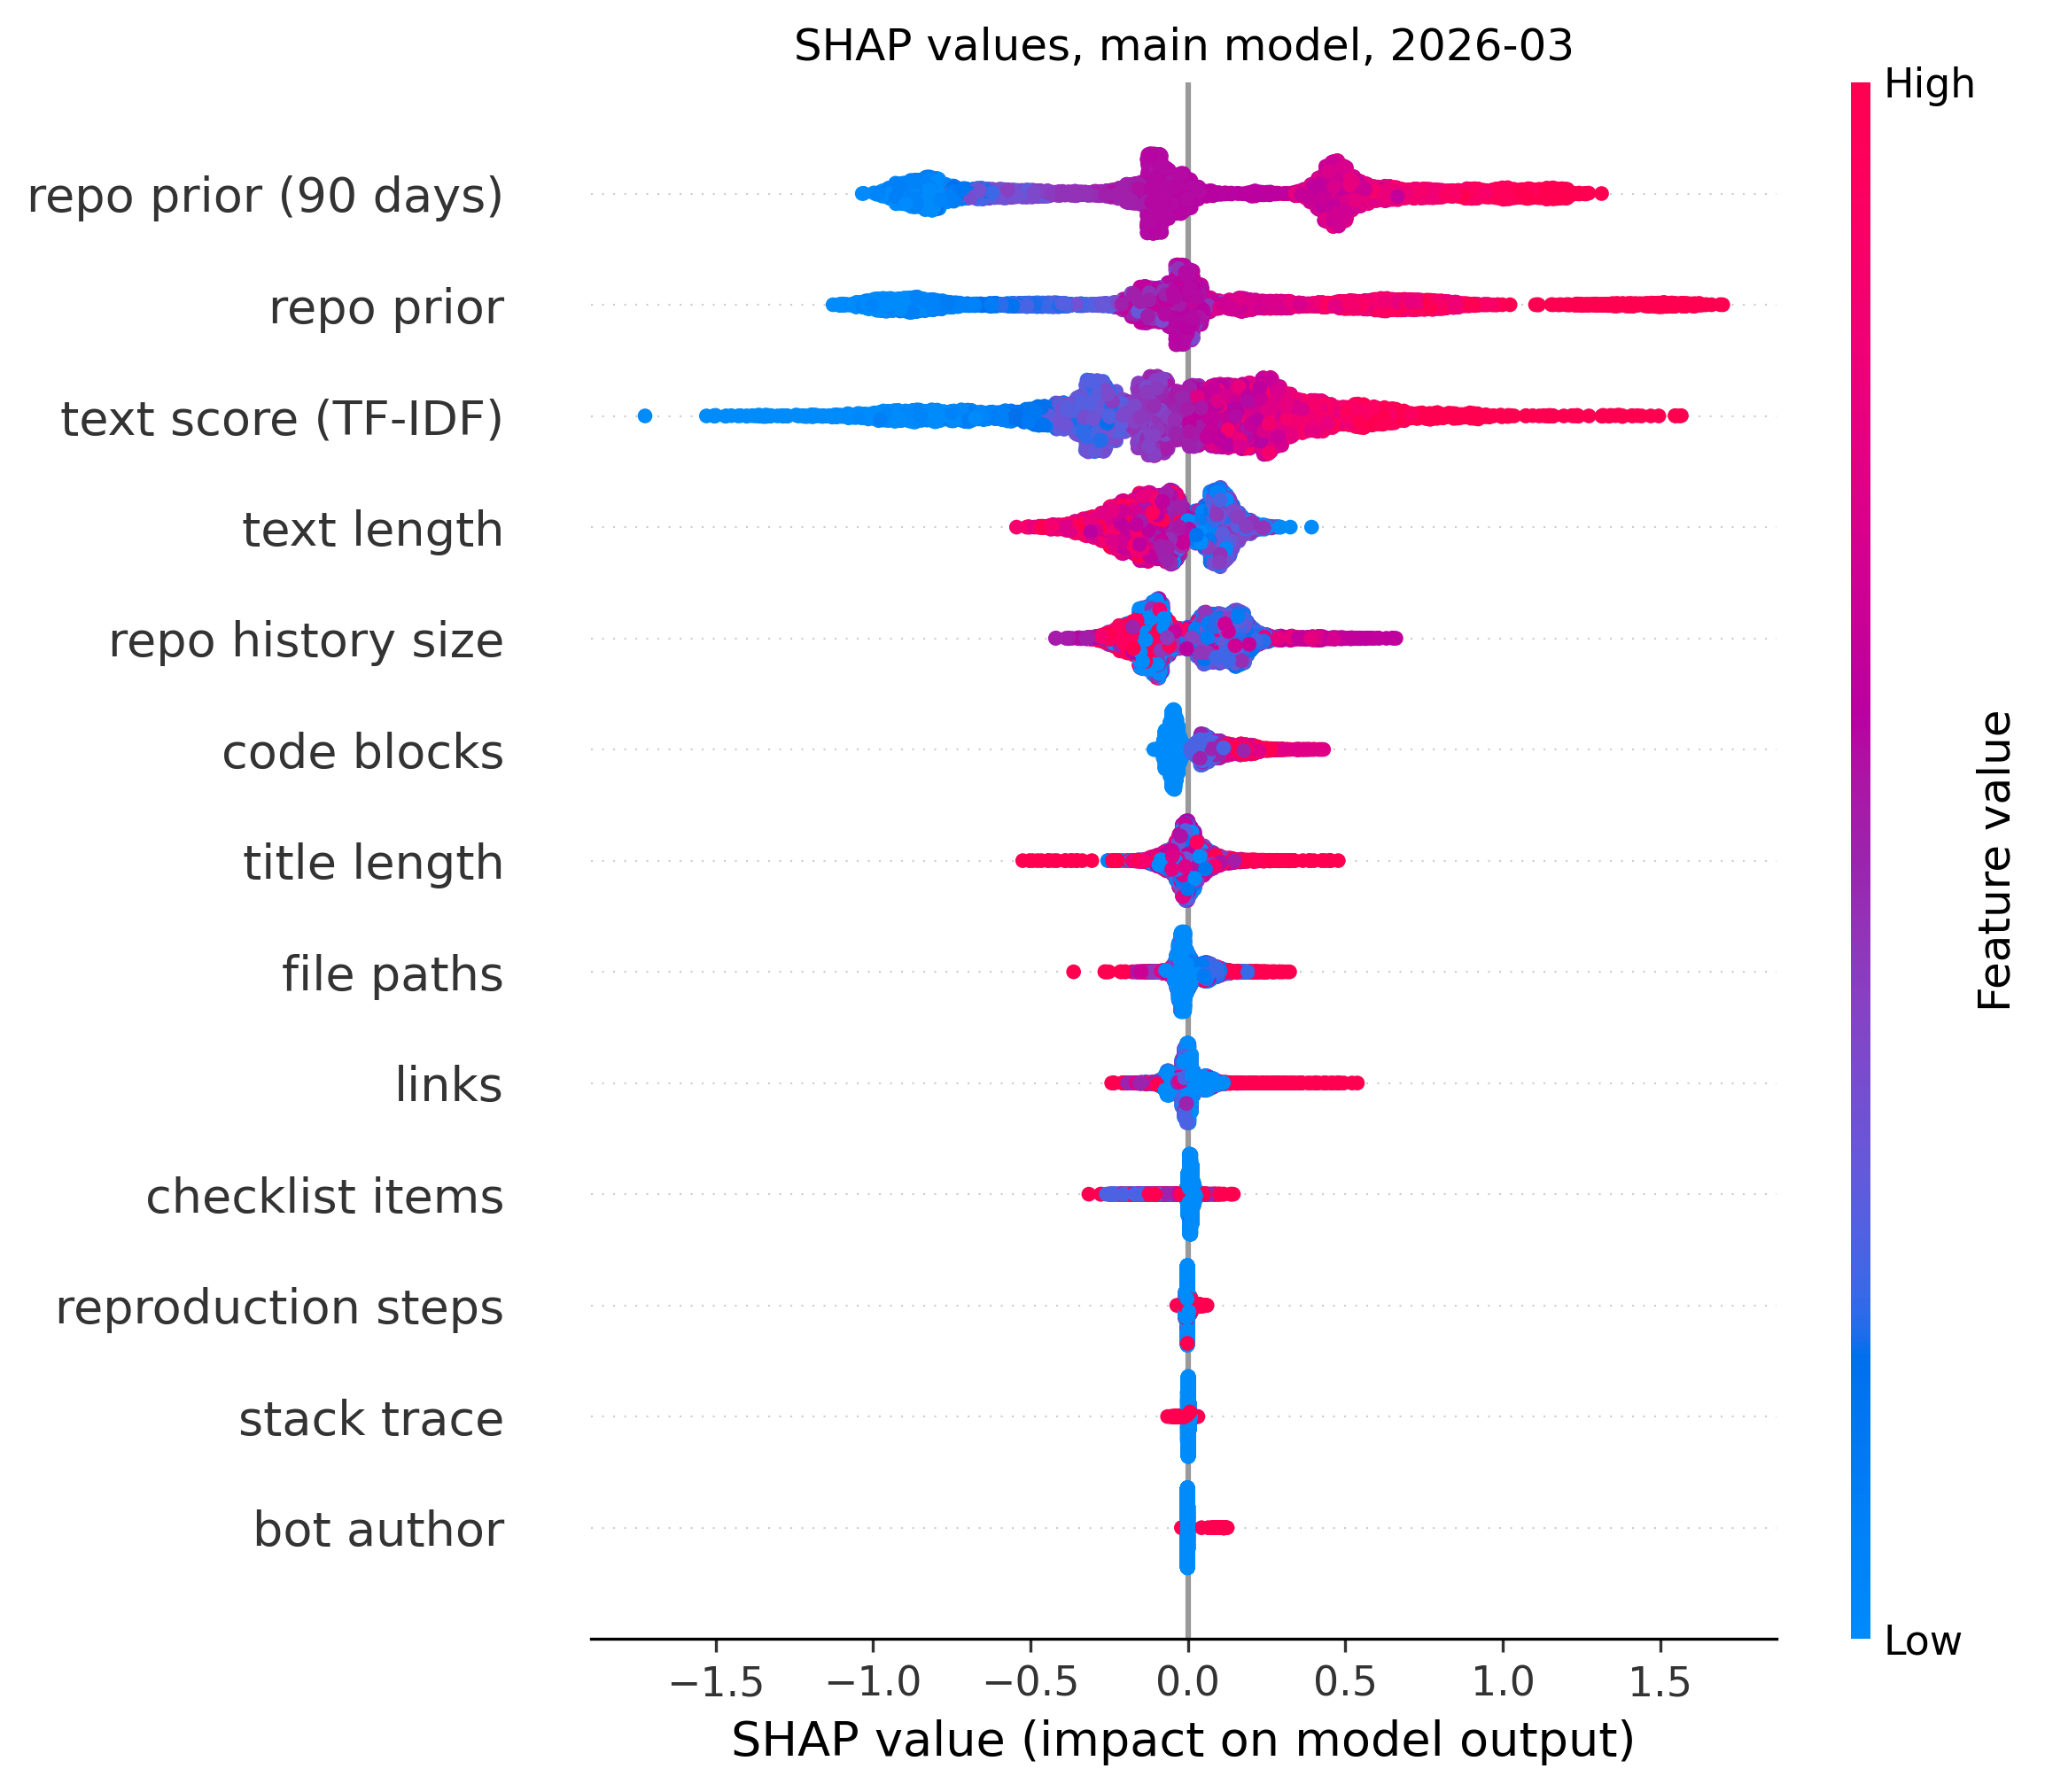 SHAP values, main model, 2026-03
High
repo prior (90 days)
repo prior
text score (TF-IDF)
text length
repo history size
code blocks
title length
file paths
links
checklist items
reproduction steps
stack trace
bot author
Feature value
Low
−1.5 −1.0 −0.5 0.0 0.5 1.0 1.5
SHAP value (impact on model output)